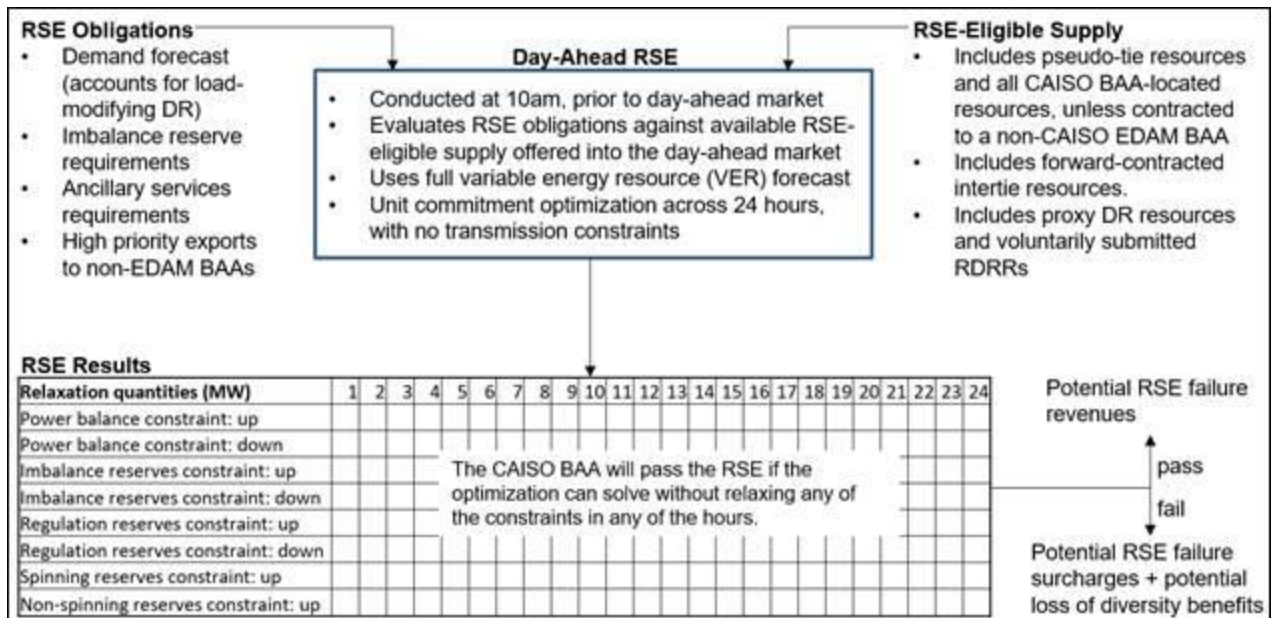 RSE Obligations
• Demand forecast
(accounts for load-
modifying DR)
• Imbalance reserve
requirements
• Ancillary services
requirements
• High priority exports
to non-EDAM BAAs
Day-Ahead RSE
• Conducted at 10am, prior to day-ahead market
• Evaluates RSE obligations against available RSE-
eligible supply offered into the day-ahead market
• Uses full variable energy resource (VER) forecast
• Unit commitment optimization across 24 hours,
with no transmission constraints
RSE-Eligible Supply
• Includes pseudo-tie resources
and all CAISO BAA-located
resources, unless contracted
to a non-CAISO EDAM BAA
• Includes forward-contracted
intertie resources.
• Includes proxy DR resources
and voluntarily submitted
RDRRs
RSE Results
Relaxation quantities (MW) 1 2 3 4 5 6 7 8 9 10 11 12 13 14 15 16 17 18 19 20 21 22 23 24
Power balance constraint: up
Power balance constraint: down
Imbalance reserves constraint: up
Imbalance reserves constraint: down
Regulation reserves constraint: up
Regulation reserves constraint: down
Spinning reserves constraint: up
Non-spinning reserves constraint: up
The CAISO BAA will pass the RSE if the
optimization can solve without relaxing any of
the constraints in any of the hours.
Potential RSE failure
revenues
pass
fail
Potential RSE failure
surcharges + potential
loss of diversity benefits